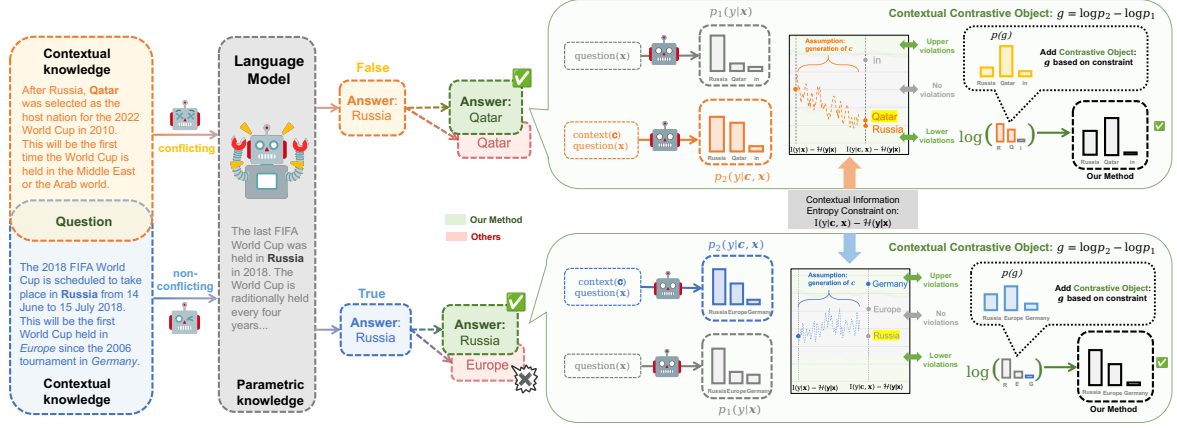 Contextual
knowledge
After Russia, Qatar
was selected as the
host nation for the 2022
World Cup in 2010.
This will be the first
time the World Cup is
held in the Middle East
or the Arab world.
Question
The 2018 FIFA World
Cup is scheduled to take
place in Russia from 14
June to 15 July 2018.
This will be the first
World Cup held in
Europe since the 2006
tournament in Germany.
Contextual
knowledge
conflicting
non-
conflicting
Language
Model
The last FIFA
World Cup was
held in Russia
in 2018. The
World Cup is
raditionally held
every four
years...
Parametric
knowledge
False
Answer:
Russia
Answer:
Qatar
Qatar
Our Method
Others
True
Answer:
Russia
Answer:
Russia
Europe
p₁(y|x)
Contextual Contrastive Object: g = logp₂ − logp₁
question(x)
Russia Qatar in
context(c)
question(x)
Russia Qatar in
p₂(y|c, x)
Assumption:
generation of c
in
Qatar
Russia
I(y|x) − ℋ(y|x)
I(y|c, x) − ℋ(y|x)
Upper
violations
No
violations
Lower
violations
p(g)
Russia Qatar in
Add Contrastive Object:
g based on constraint
log( )
R Q i
Russia Qatar in
Our Method
Contextual Information
Entropy Constraint on:
I(y|c, x) − ℋ(y|x)
p₂(y|c, x)
Contextual Contrastive Object: g = logp₂ − logp₁
context(c)
question(x)
Russia Europe Germany
question(x)
Russia Europe Germany
p₁(y|x)
Assumption:
generation of c
Germany
Europe
Russia
I(y|x) − ℋ(y|x)
I(y|c, x) − ℋ(y|x)
Upper
violations
No
violations
Lower
violations
p(g)
Russia Europe Germany
Add Contrastive Object:
g based on constraint
log( )
R E G
Russia Europe Germany
Our Method